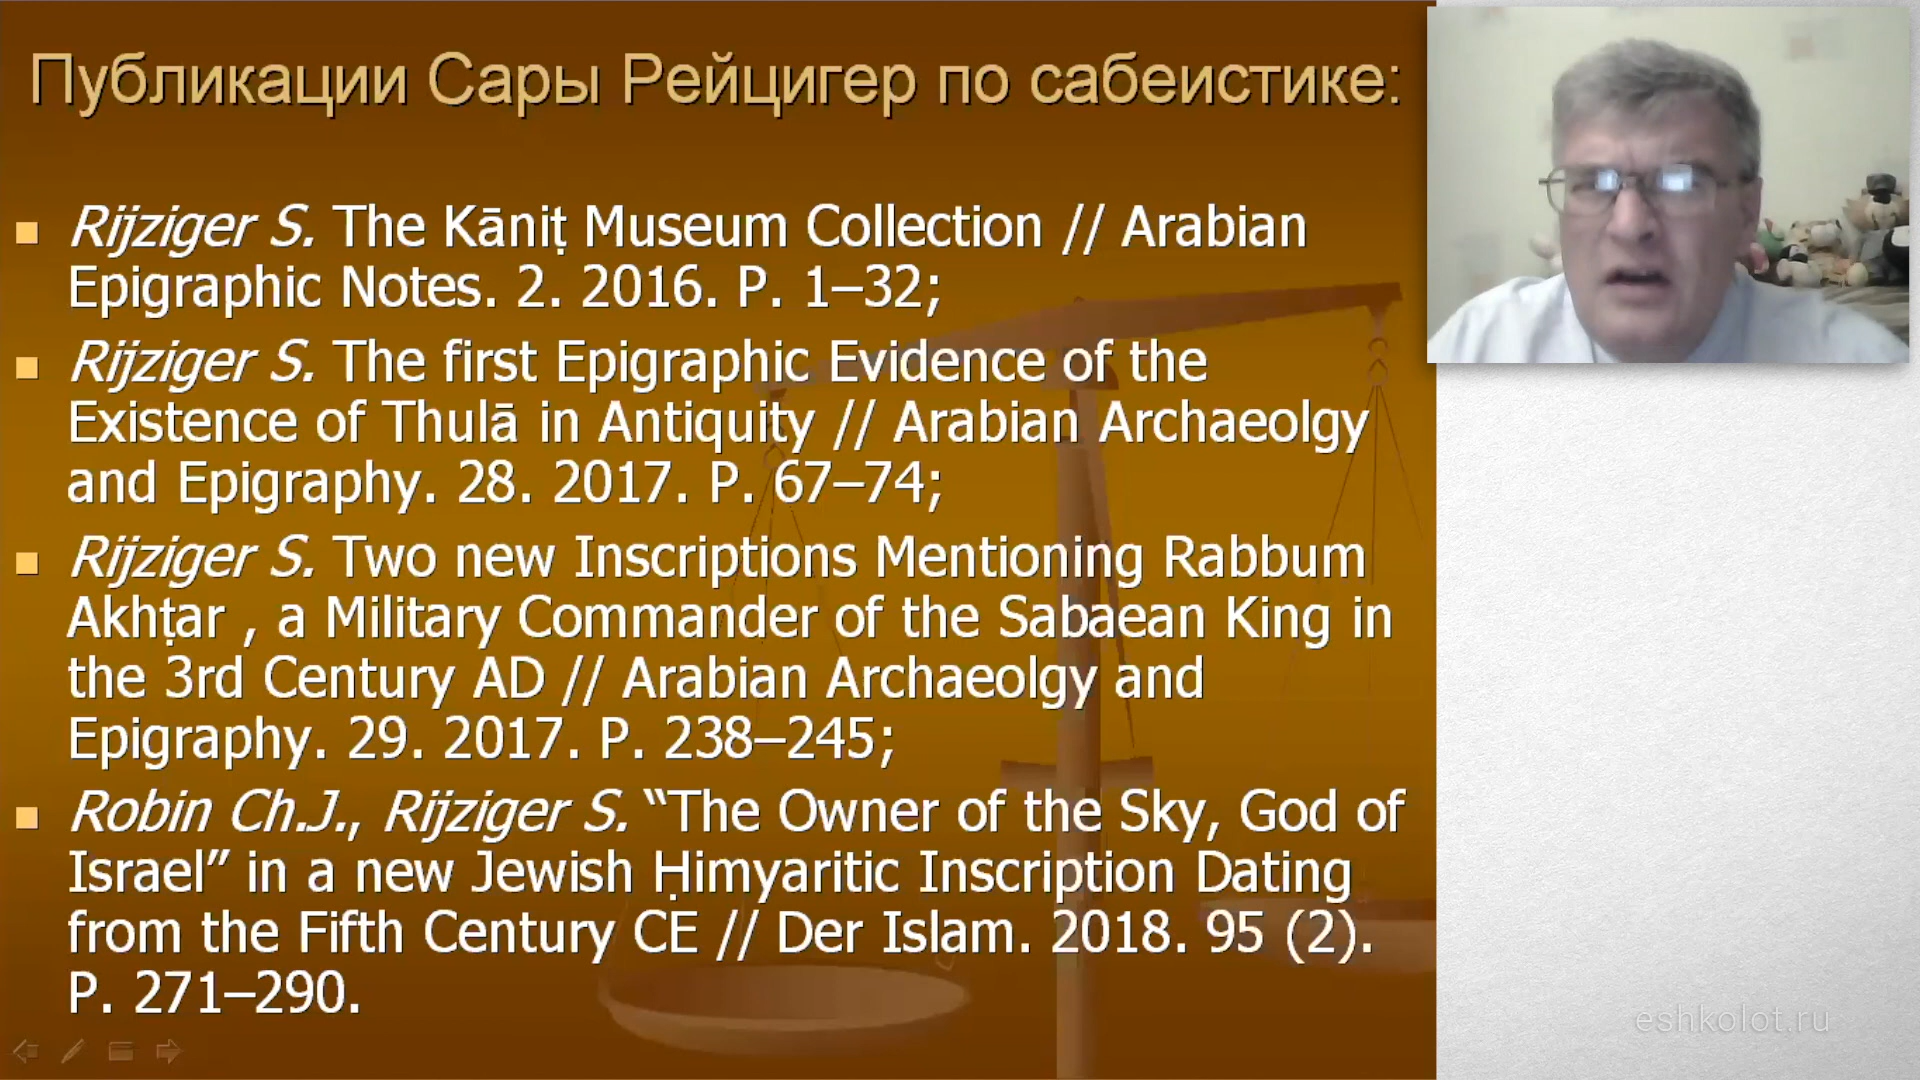 Публикации Сары Рейцигер по сабеистике:
Rijziger S. The Kāniṭ Museum Collection // Arabian
Epigraphic Notes. 2. 2016. P. 1–32;
Rijziger S. The first Epigraphic Evidence of the
Existence of Thulā in Antiquity // Arabian Archaeolgy
and Epigraphy. 28. 2017. P. 67–74;
Rijziger S. Two new Inscriptions Mentioning Rabbum
Akhṭar , a Military Commander of the Sabaean King in
the 3rd Century AD // Arabian Archaeolgy and
Epigraphy. 29. 2017. P. 238–245;
Robin Ch.J., Rijziger S. “The Owner of the Sky, God of
Israel” in a new Jewish Ḥimyaritic Inscription Dating
from the Fifth Century CE // Der Islam. 2018. 95 (2).
P. 271–290.
eshkolot.ru